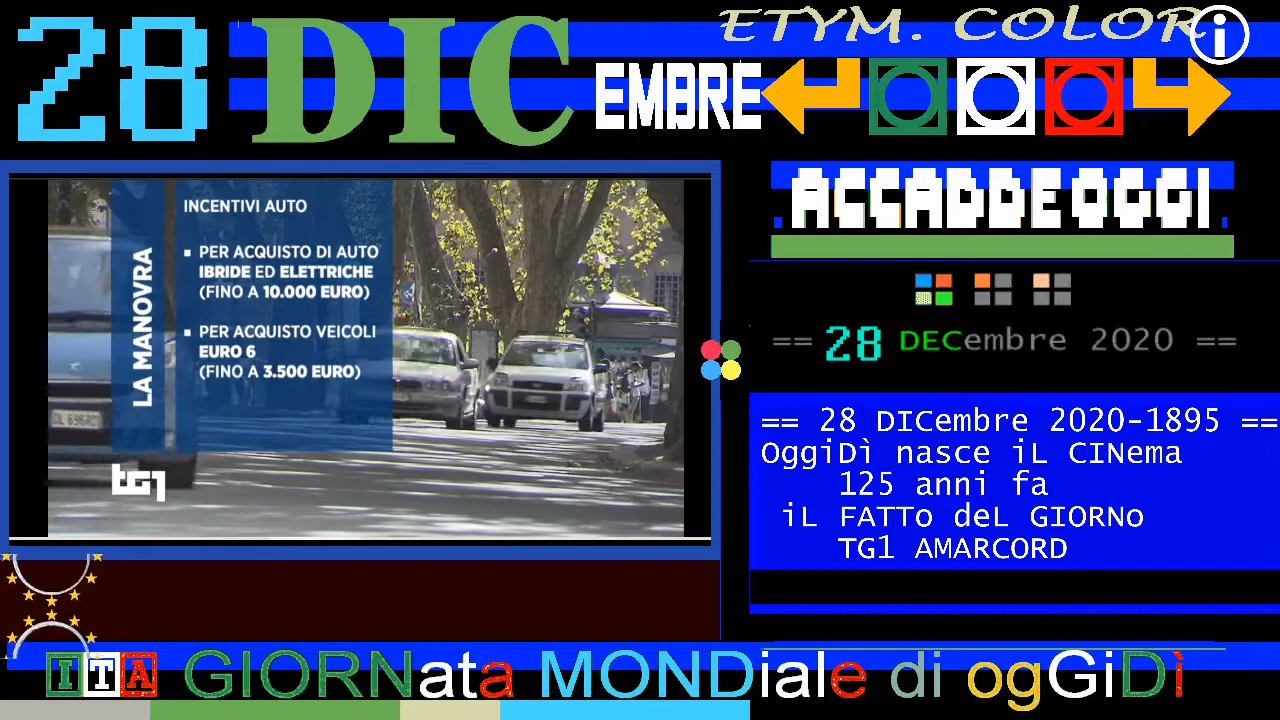 ETYM. COLOR
i
28 DICEMBRE
ACCADDE OGGI
INCENTIVI AUTO
LA MANOVRA
▪ PER ACQUISTO DI AUTO
IBRIDE ED ELETTRICHE
(FINO A 10.000 EURO)
▪ PER ACQUISTO VEICOLI
EURO 6
(FINO A 3.500 EURO)
tg1
== 28 DECembre 2020 ==
== 28 DICembre 2020-1895 ==
OggiDì nasce iL CINema
125 anni fa
iL FATTo deL GIORNo
TG1 AMARCORD
ITA GIORNata MONDiale di ogGiDì